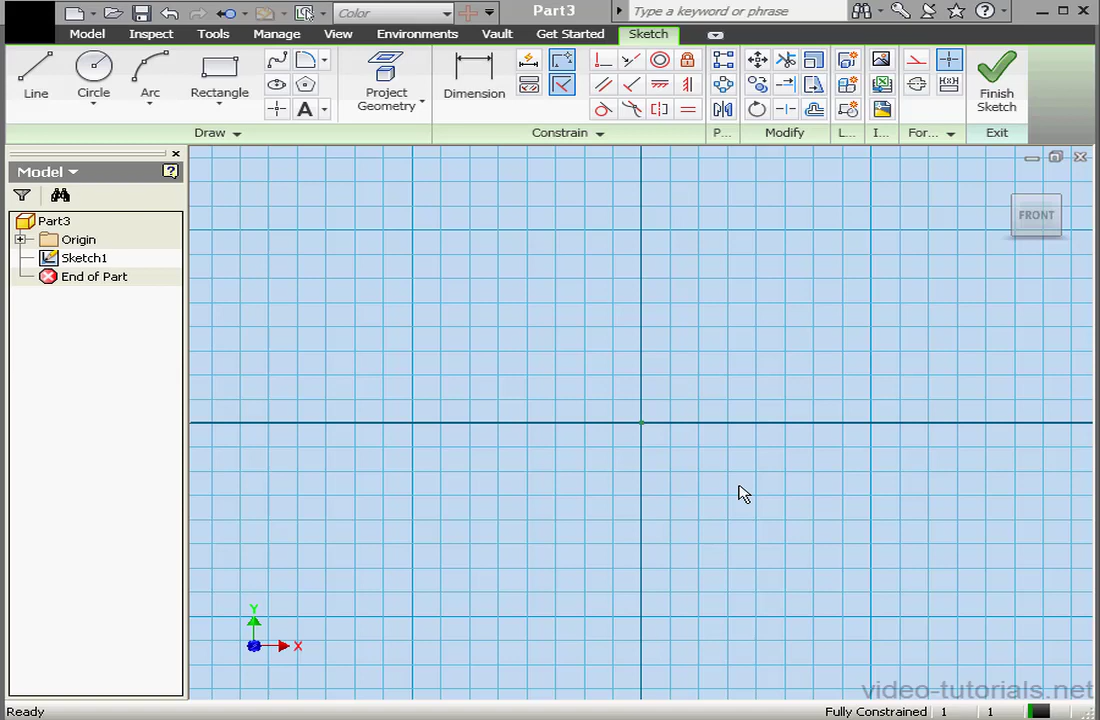 Color Part3 Type a keyword or phrase
Model Inspect Tools Manage View Environments Vault Get Started Sketch
Line Circle Arc Rectangle Project Geometry Dimension Finish Sketch
A
Draw Constrain P... Modify L... I... For... Exit
Model
FRONT
Part3
Origin
Sketch1
End of Part
Y
X
video-tutorials.net
Ready Fully Constrained 1 1